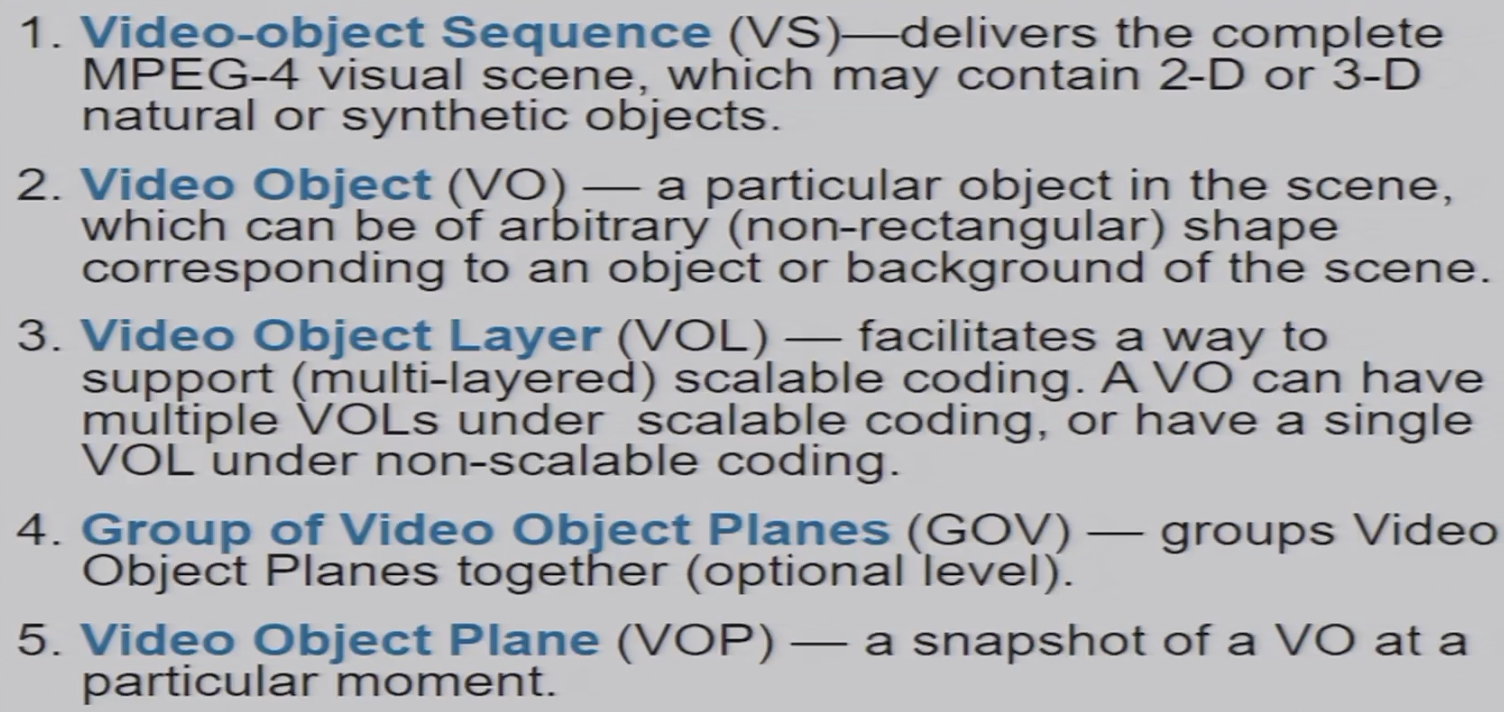 1. Video-object Sequence (VS)—delivers the complete
MPEG-4 visual scene, which may contain 2-D or 3-D
natural or synthetic objects.
2. Video Object (VO) — a particular object in the scene,
which can be of arbitrary (non-rectangular) shape
corresponding to an object or background of the scene.
3. Video Object Layer (VOL) — facilitates a way to
support (multi-layered) scalable coding. A VO can have
multiple VOLs under scalable coding, or have a single
VOL under non-scalable coding.
4. Group of Video Object Planes (GOV) — groups Video
Object Planes together (optional level).
5. Video Object Plane (VOP) — a snapshot of a VO at a
particular moment.